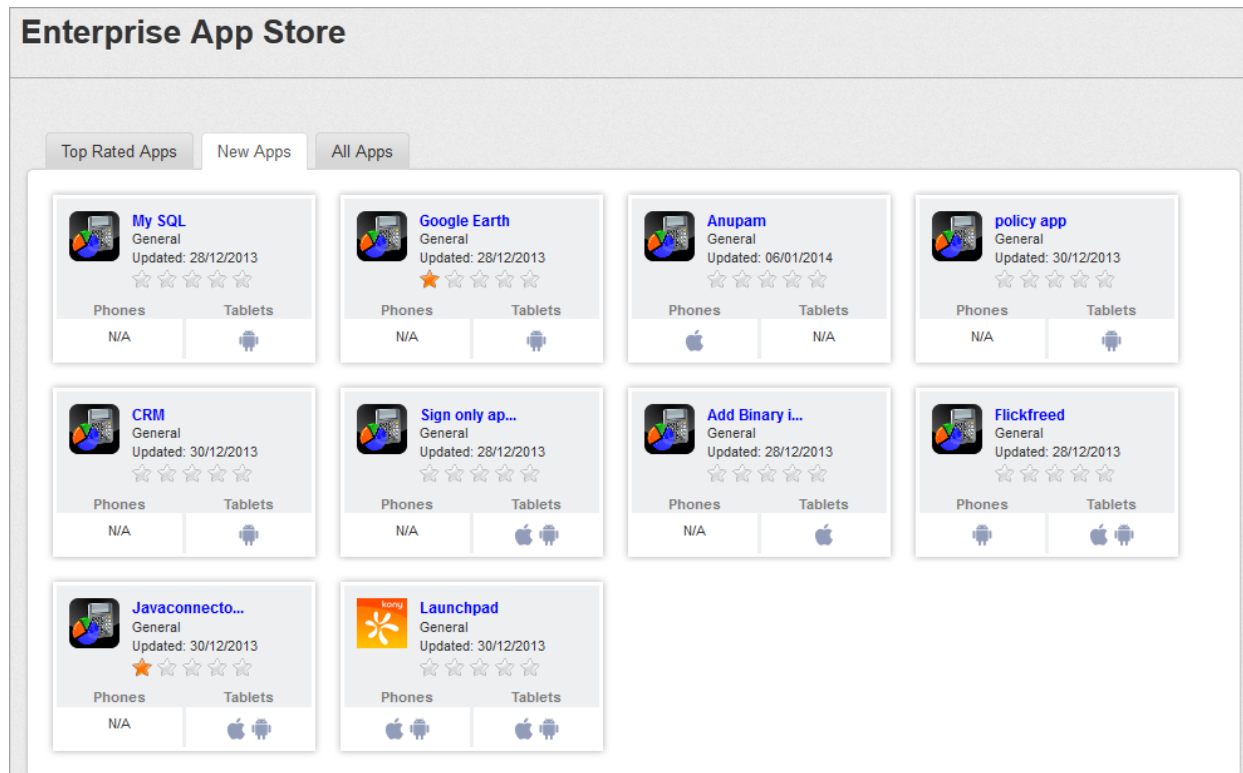 Enterprise App Store
Top Rated Apps New Apps All Apps
My SQL
General
Updated: 28/12/2013
Phones Tablets
N/A
Google Earth
General
Updated: 28/12/2013
Phones Tablets
N/A
Anupam
General
Updated: 06/01/2014
Phones Tablets
N/A
policy app
General
Updated: 30/12/2013
Phones Tablets
N/A
CRM
General
Updated: 30/12/2013
Phones Tablets
N/A
Sign only ap...
General
Updated: 28/12/2013
Phones Tablets
N/A
Add Binary i...
General
Updated: 28/12/2013
Phones Tablets
N/A
Flickfreed
General
Updated: 28/12/2013
Phones Tablets
Javaconnecto...
General
Updated: 30/12/2013
Phones Tablets
N/A
kony
Launchpad
General
Updated: 30/12/2013
Phones Tablets